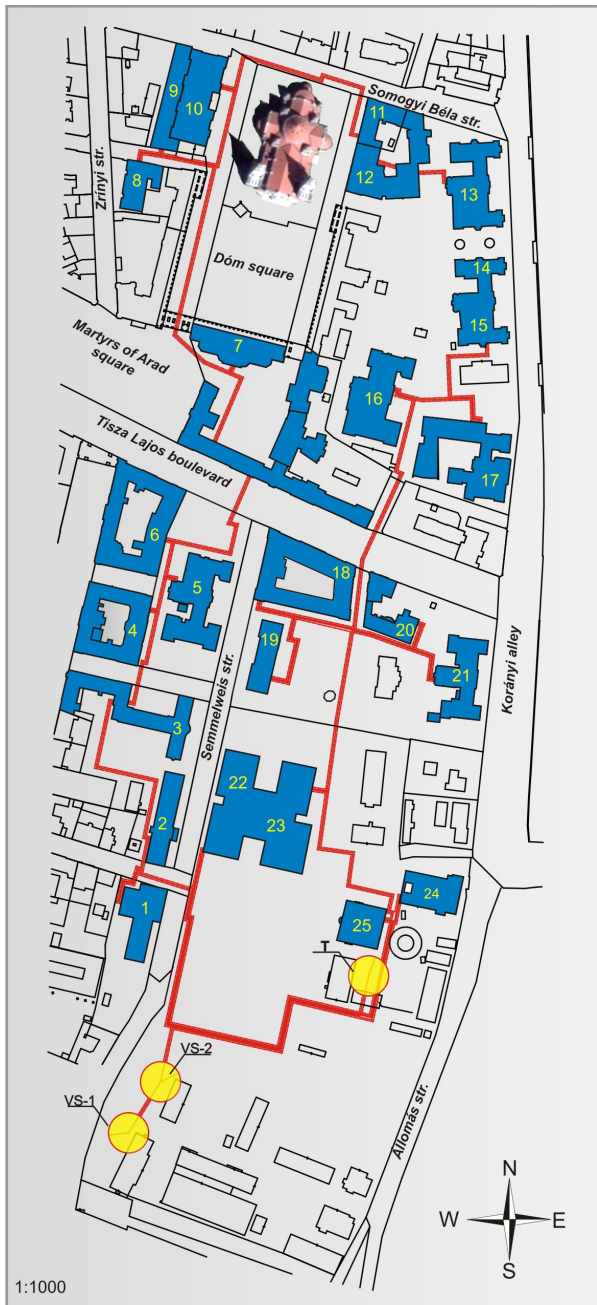 Somogyi Béla str.
9
10
11
8
12
13
Zrínyi str.
Dóm square
14
15
7
Martyrs of Arad
square
16
Tisza Lajos boulevard
17
6
5
18
4
19
20
21
Korányi alley
Semmelweis str.
3
22
23
2
24
1
25
T
VS-2
VS-1
Állomás str.
N
W
E
S
1:1000